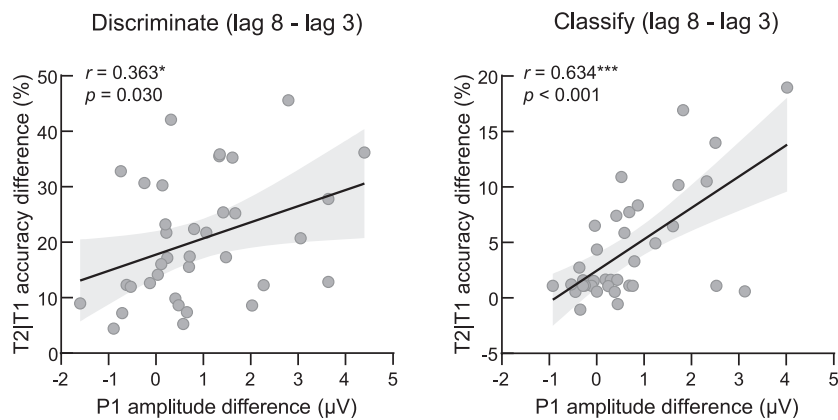 Discriminate (lag 8 - lag 3)
r = 0.363*
p = 0.030
T2|T1 accuracy difference (%)
50
40
30
20
10
0
-2 -1 0 1 2 3 4 5
P1 amplitude difference (μV)
Classify (lag 8 - lag 3)
r = 0.634***
p < 0.001
T2|T1 accuracy difference (%)
20
15
10
5
0
-5
-2 -1 0 1 2 3 4 5
P1 amplitude difference (μV)